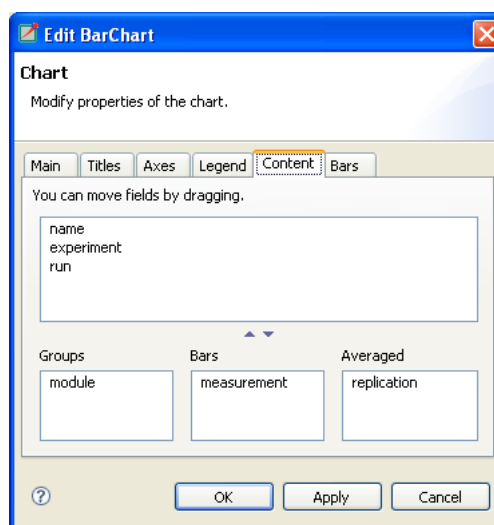 Edit BarChart
Chart
Modify properties of the chart.
Main Titles Axes Legend Content Bars
You can move fields by dragging.
name
experiment
run
Groups Bars Averaged
module measurement replication
? OK Apply Cancel